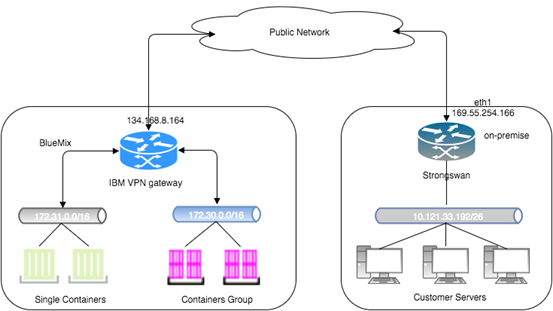 Public Network
134.168.8.164
BlueMix
IBM VPN gateway
172.31.0.0/16
172.30.0.0/16
Single Containers
Containers Group
eth1
169.55.254.166
on-premise
Strongswan
10.121.33.192/26
Customer Servers